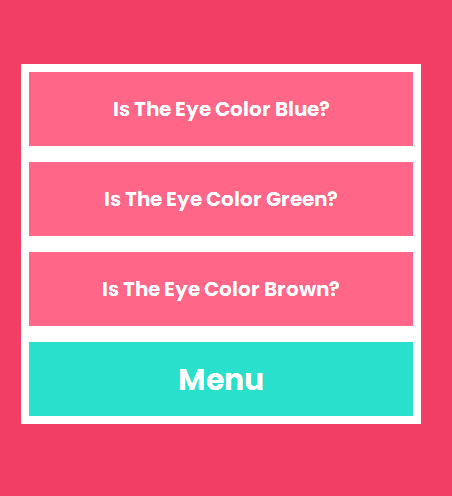 Is The Eye Color Blue?
Is The Eye Color Green?
Is The Eye Color Brown?
Menu